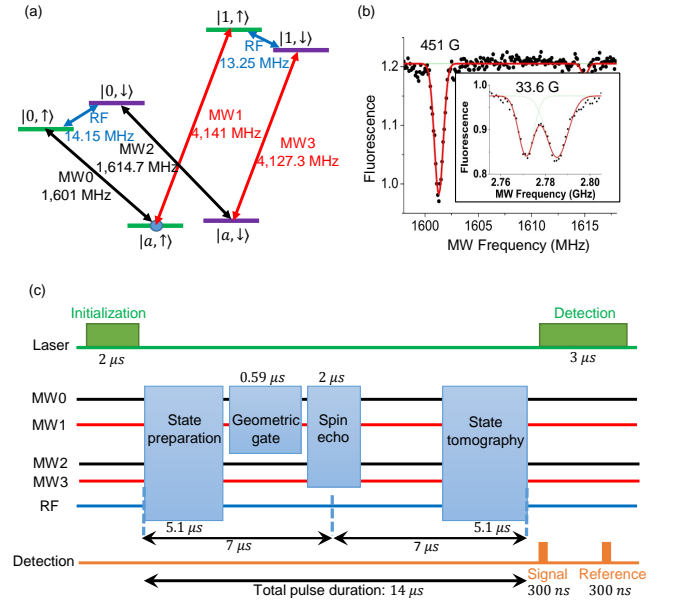 (a)
|1, ↑⟩
|1, ↓⟩
RF
13.25 MHz
|0, ↓⟩
|0, ↑⟩
RF
14.15 MHz
MW1
4,141 MHz
MW2
1,614.7 MHz
MW3
4,127.3 MHz
MW0
1,601 MHz
|a, ↑⟩
|a, ↓⟩
(b)
451 G
1.2
1.1
1.0
Fluorescence
1600
1605
1610
1615
MW Frequency (MHz)
33.6 G
1.0
0.9
0.8
Fluorescence
2.76
2.78
2.80
MW Frequency (GHz)
(c)
Initialization
Detection
Laser
2 μs
3 μs
0.59 μs
2 μs
MW0
MW1
MW2
MW3
RF
State
preparation
Geometric
gate
Spin
echo
State
tomography
5.1 μs
5.1 μs
7 μs
7 μs
Detection
Total pulse duration: 14 μs
Signal
300 ns
Reference
300 ns